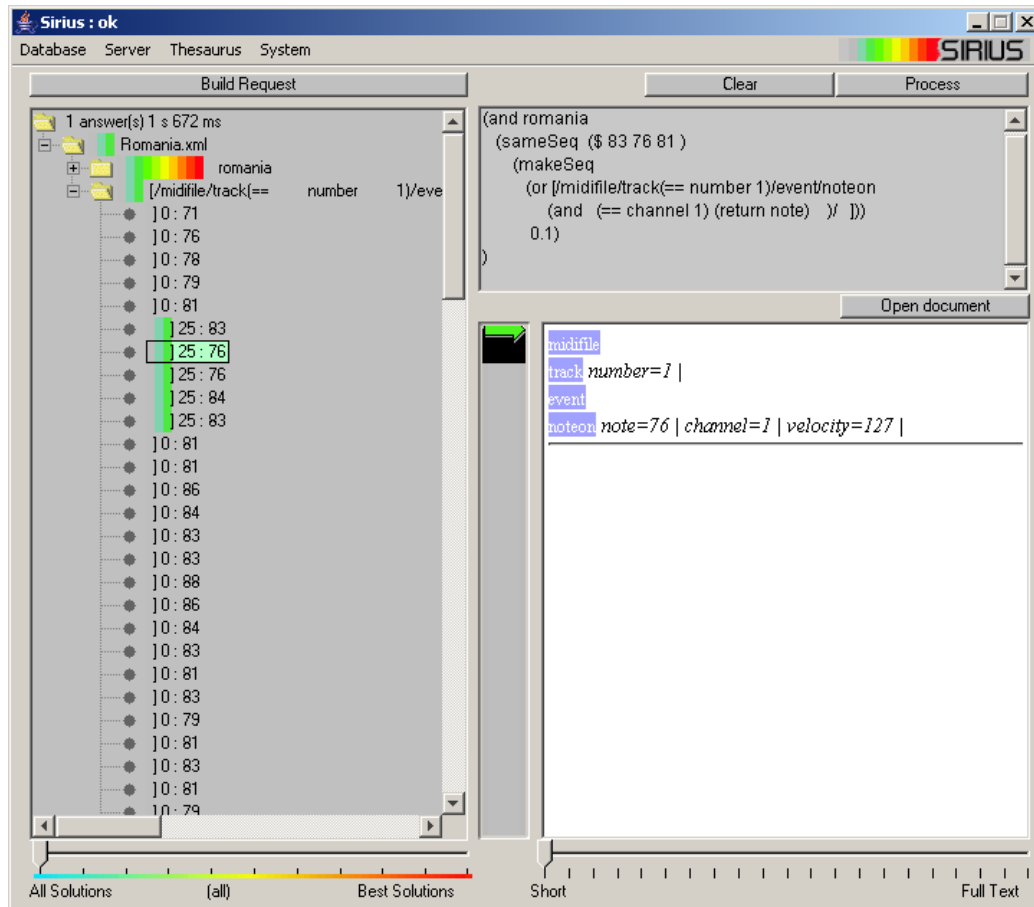 Sirius : ok
Database Server Thesaurus System
SIRIUS
Build Request
Clear
Process
1 answer(s) 1 s 672 ms
Romania.xml
romania
[/midifile/track(== number 1)/eve
] 0 : 71
] 0 : 76
] 0 : 78
] 0 : 79
] 0 : 81
] 25 : 83
] 25 : 76
] 25 : 76
] 25 : 84
] 25 : 83
] 0 : 81
] 0 : 81
] 0 : 86
] 0 : 84
] 0 : 83
] 0 : 83
] 0 : 88
] 0 : 86
] 0 : 84
] 0 : 83
] 0 : 81
] 0 : 83
] 0 : 79
] 0 : 81
] 0 : 83
] 0 : 81
] 0 : 79
All Solutions (all) Best Solutions
(and romania
(sameSeq ($ 83 76 81 )
(makeSeq
(or [/midifile/track(== number 1)/event/noteon
(and (== channel 1) (return note) )/ ]))
0.1)
)
Open document
midifile
track number=1 |
event
noteon note=76 | channel=1 | velocity=127 |
Short Full Text